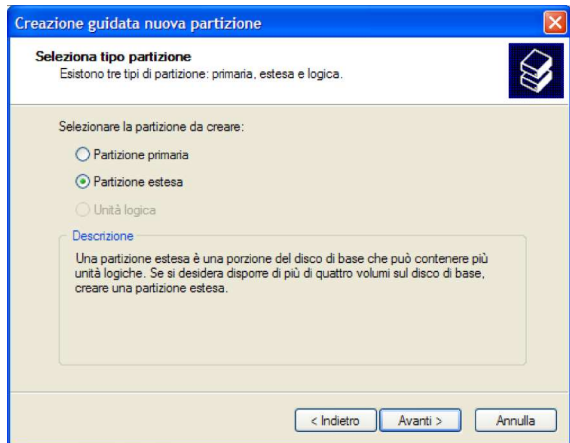 Creazione guidata nuova partizione
Seleziona tipo partizione
Esistono tre tipi di partizione: primaria, estesa e logica.
Selezionare la partizione da creare:
Partizione primaria
Partizione estesa
Unità logica
Descrizione
Una partizione estesa è una porzione del disco di base che può contenere più
unità logiche. Se si desidera disporre di più di quattro volumi sul disco di base,
creare una partizione estesa.
< Indietro
Avanti >
Annulla